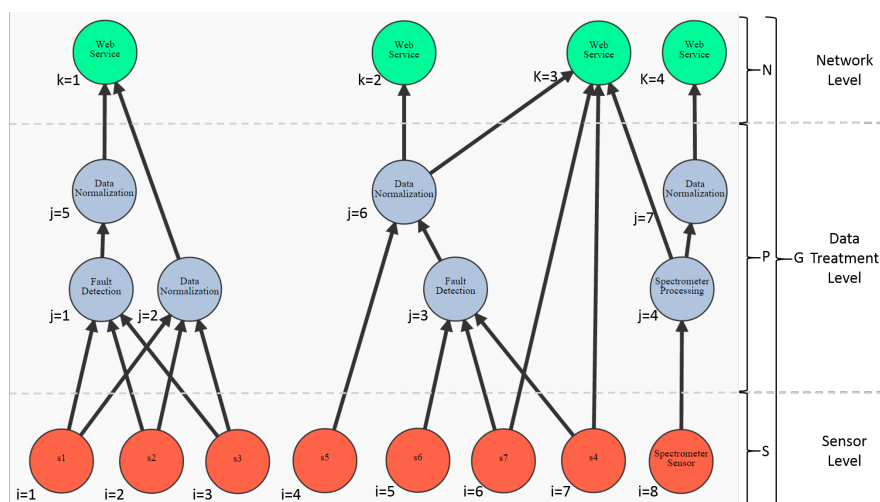 Web
Service
Web
Service
Web
Service
Web
Service
k=1
k=2
K=3
K=4
N
Network
Level
Data
Normalization
Data
Normalization
Data
Normalization
j=5
j=6
j=7
Fault
Detection
Data
Normalization
Fault
Detection
Spectrometer
Processing
j=1
j=2
j=3
j=4
P
G
Data
Treatment
Level
s1
s2
s3
s5
s6
s7
s4
Spectrometer
Sensor
i=1
i=2
i=3
i=4
i=5
i=6
i=7
i=8
S
Sensor
Level